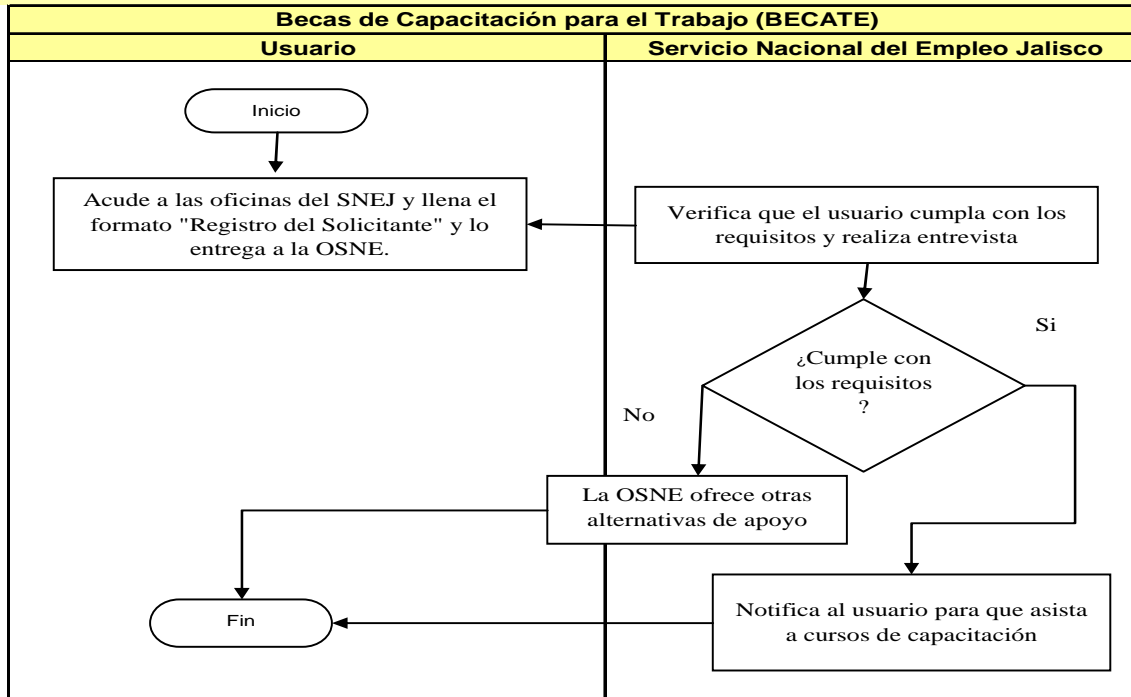 Becas de Capacitación para el Trabajo (BECATE)
Usuario
Servicio Nacional del Empleo Jalisco
Inicio
Acude a las oficinas del SNEJ y llena el
formato "Registro del Solicitante" y lo
entrega a la OSNE.
Verifica que el usuario cumpla con los
requisitos y realiza entrevista
¿Cumple con
los requisitos
?
Si
No
La OSNE ofrece otras
alternativas de apoyo
Notifica al usuario para que asista
a cursos de capacitación
Fin